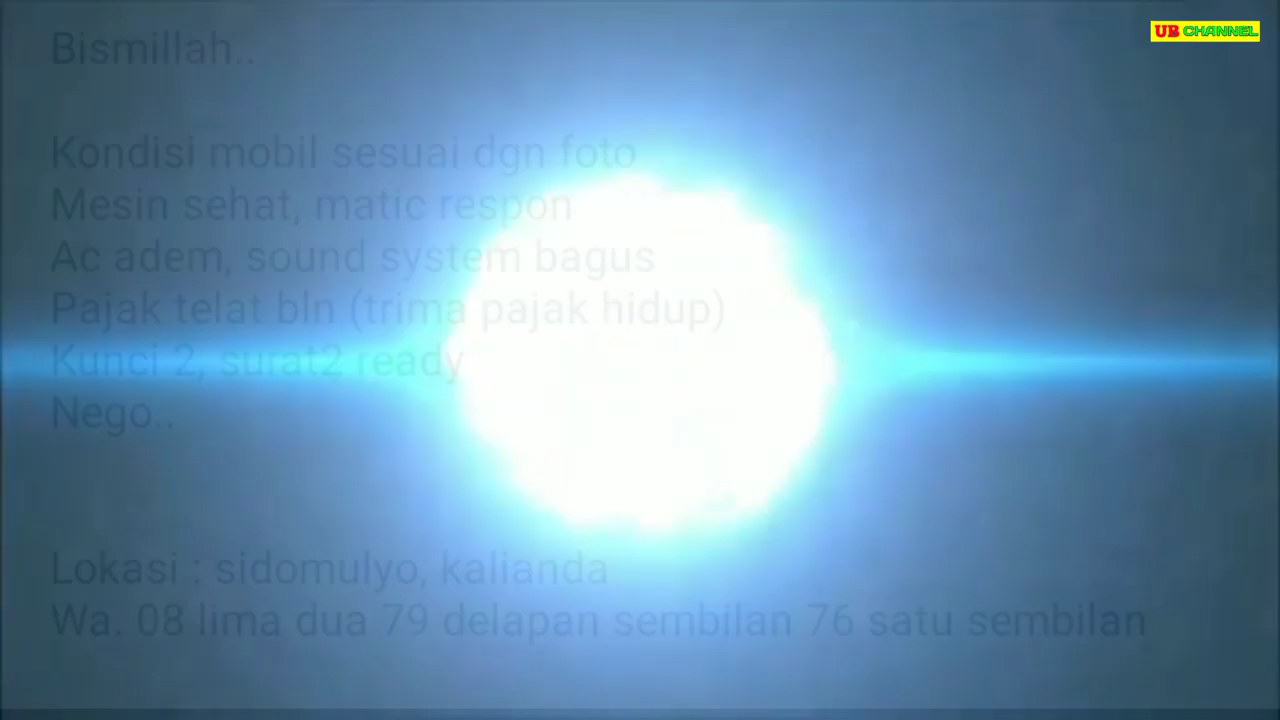 UB CHANNEL
Bismillah..
Kondisi mobil sesuai dgn foto
Mesin sehat, matic respon
Ac adem, sound system bagus
Pajak telat bln (trima pajak hidup)
Kunci 2, surat2 ready
Nego..
Lokasi : sidomulyo, kalianda
Wa. 08 lima dua 79 delapan sembilan 76 satu sembilan